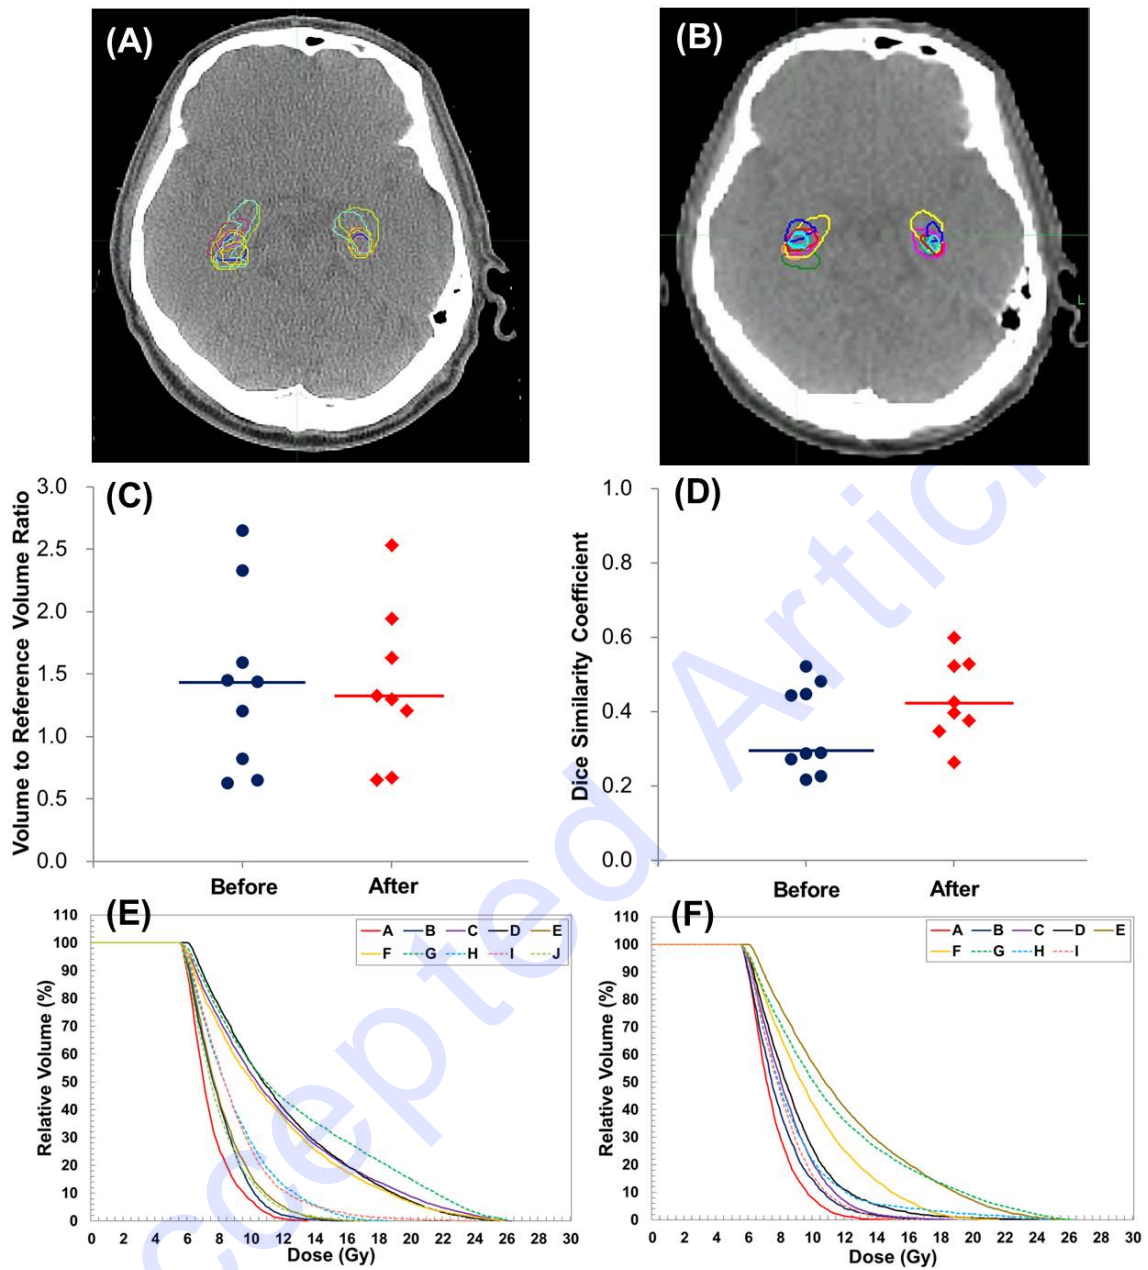 (A)
(B)
L
(C)
Volume to Reference Volume Ratio
3.0
2.5
2.0
1.5
1.0
0.5
0.0
Before After
(D)
Dice Similarity Coefficient
1.0
0.8
0.6
0.4
0.2
0.0
Before After
(E)
Relative Volume (%)
110
100
90
80
70
60
50
40
30
20
10
0
A B C D E
F G H I J
0 2 4 6 8 10 12 14 16 18 20 22 24 26 28 30
Dose (Gy)
(F)
Relative Volume (%)
110
100
90
80
70
60
50
40
30
20
10
0
A B C D E
F G H I
0 2 4 6 8 10 12 14 16 18 20 22 24 26 28 30
Dose (Gy)
ccepted Artic